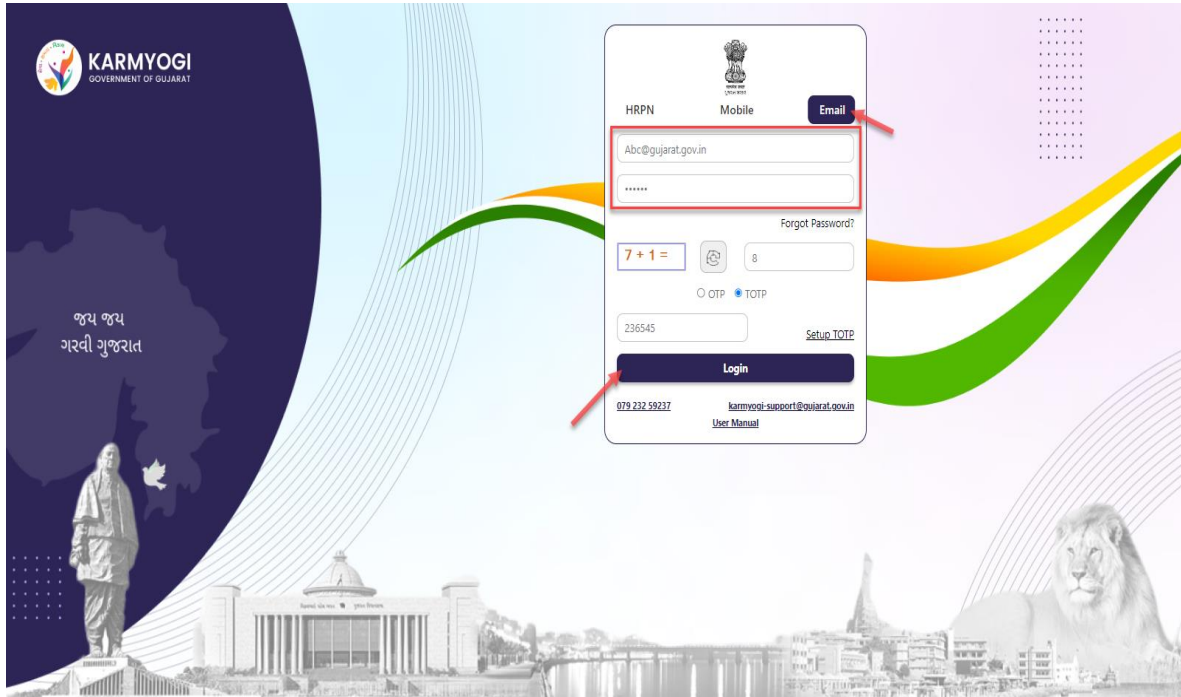 KARMYOGI
GOVERNMENT OF GUJARAT
HRPN Mobile Email
Abc@gujarat.gov.in
••••••
Forgot Password?
7 + 1 = 8
OTP TOTP
236545 Setup TOTP
Login
079 232 59237 karmyogi-support@gujarat.gov.in
User Manual
જય જય
ગરવી ગુજરાત